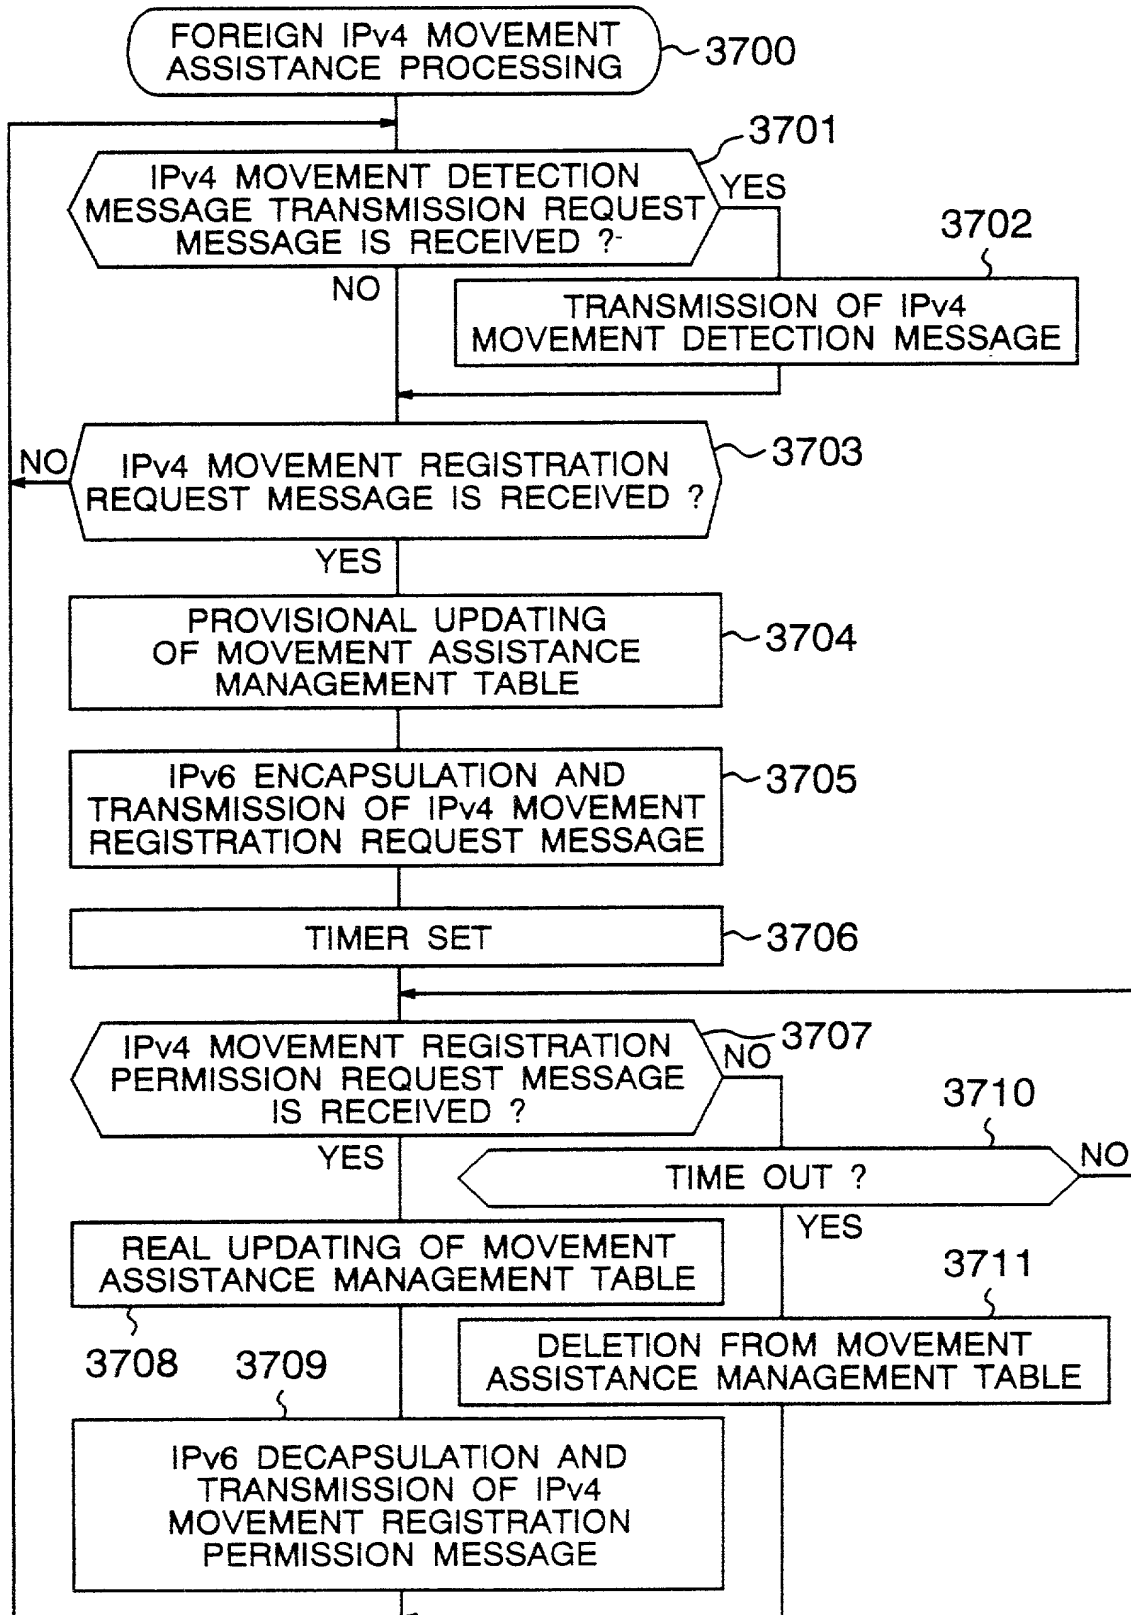 FOREIGN IPv4 MOVEMENT
ASSISTANCE PROCESSING
3700
3701
IPv4 MOVEMENT DETECTION
MESSAGE TRANSMISSION REQUEST
MESSAGE IS RECEIVED ?
YES
NO
3702
TRANSMISSION OF IPv4
MOVEMENT DETECTION MESSAGE
NO
IPv4 MOVEMENT REGISTRATION
REQUEST MESSAGE IS RECEIVED ?
3703
YES
PROVISIONAL UPDATING
OF MOVEMENT ASSISTANCE
MANAGEMENT TABLE
3704
IPv6 ENCAPSULATION AND
TRANSMISSION OF IPv4 MOVEMENT
REGISTRATION REQUEST MESSAGE
3705
TIMER SET
3706
IPv4 MOVEMENT REGISTRATION
PERMISSION REQUEST MESSAGE
IS RECEIVED ?
3707
NO
YES
3710
TIME OUT ?
NO
YES
REAL UPDATING OF MOVEMENT
ASSISTANCE MANAGEMENT TABLE
3708
3711
DELETION FROM MOVEMENT
ASSISTANCE MANAGEMENT TABLE
3709
IPv6 DECAPSULATION AND
TRANSMISSION OF IPv4
MOVEMENT REGISTRATION
PERMISSION MESSAGE